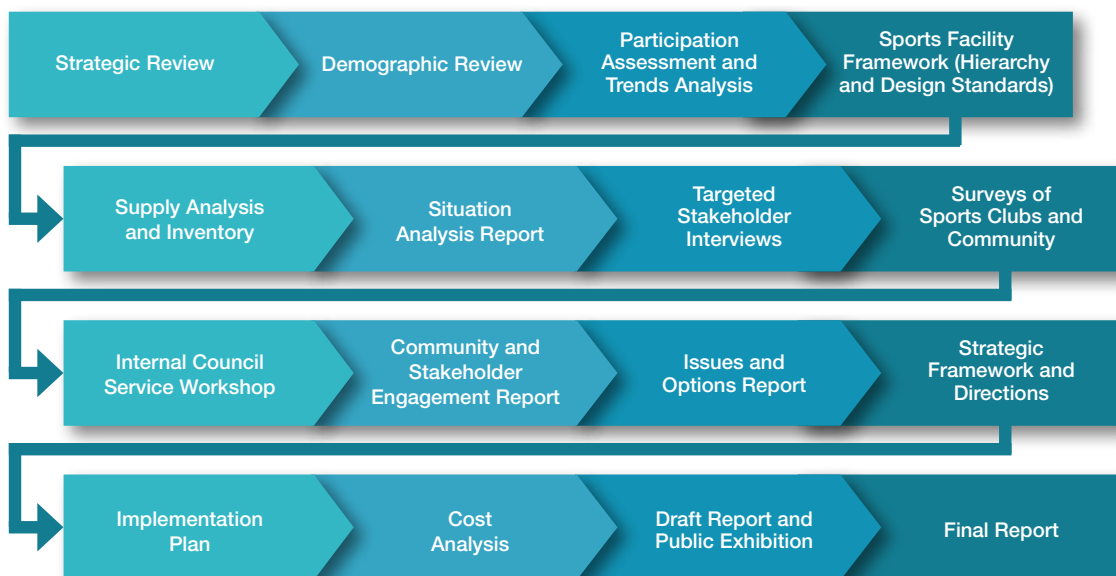 Strategic Review
Demographic Review
Participation
Assessment and
Trends Analysis
Sports Facility
Framework (Hierarchy
and Design Standards)
Supply Analysis
and Inventory
Situation
Analysis Report
Targeted
Stakeholder
Interviews
Surveys of
Sports Clubs and
Community
Internal Council
Service Workshop
Community and
Stakeholder
Engagement Report
Issues and
Options Report
Strategic
Framework and
Directions
Implementation
Plan
Cost
Analysis
Draft Report and
Public Exhibition
Final Report